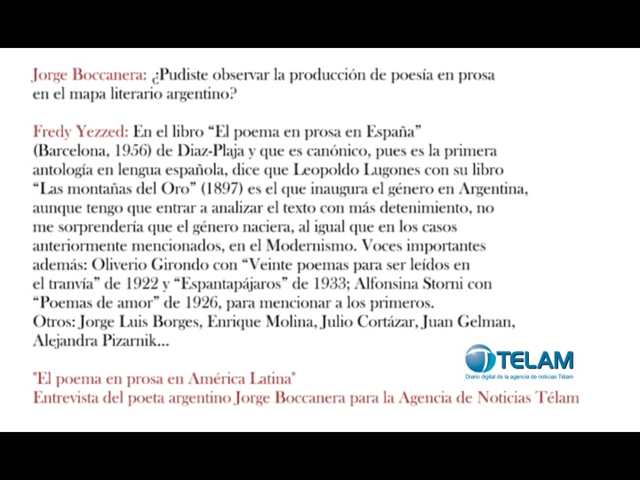 Jorge Boccanera: ¿Pudiste observar la producción de poesía en prosa
en el mapa literario argentino?
Fredy Yezzed: En el libro “El poema en prosa en España”
(Barcelona, 1956) de Diaz-Plaja y que es canónico, pues es la primera
antología en lengua española, dice que Leopoldo Lugones con su libro
“Las montañas del Oro” (1897) es el que inaugura el género en Argentina,
aunque tengo que entrar a analizar el texto con más detenimiento, no
me sorprendería que el género naciera, al igual que en los casos
anteriormente mencionados, en el Modernismo. Voces importantes
además: Oliverio Girondo con “Veinte poemas para ser leídos en
el tranvía” de 1922 y “Espantapájaros” de 1933; Alfonsina Storni con
“Poemas de amor” de 1926, para mencionar a los primeros.
Otros: Jorge Luis Borges, Enrique Molina, Julio Cortázar, Juan Gelman,
Alejandra Pizarnik...
TELAM
Diario digital de la agencia de noticias Télam
"El poema en prosa en América Latina"
Entrevista del poeta argentino Jorge Boccanera para la Agencia de Noticias Télam